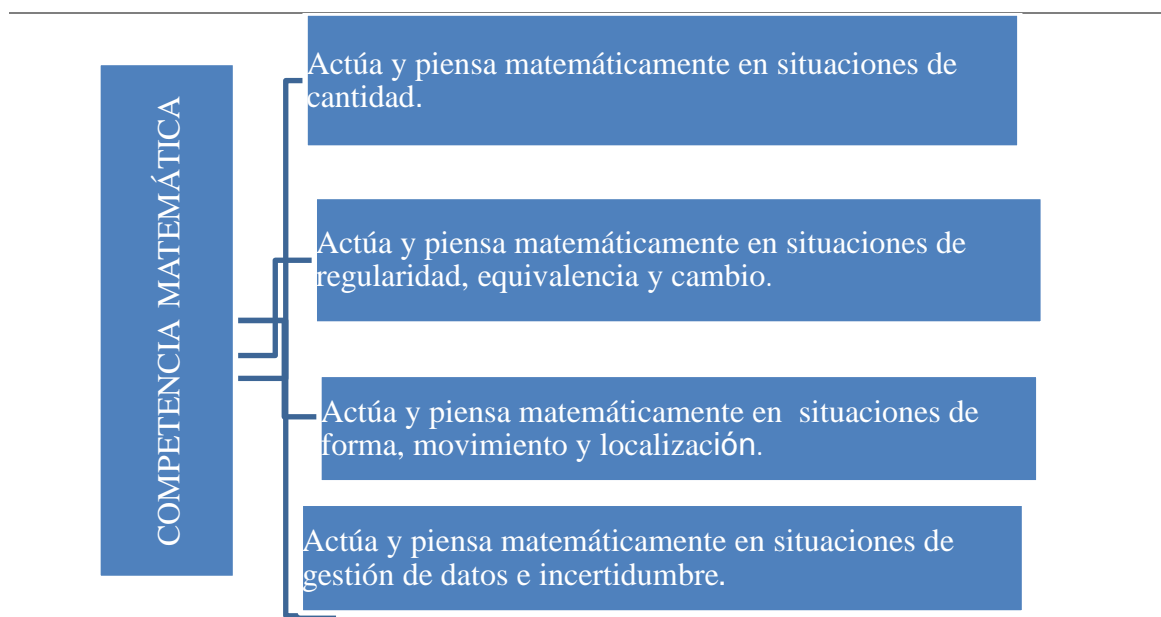 COMPETENCIA MATEMÁTICA
Actúa y piensa matemáticamente en situaciones de
cantidad.
Actúa y piensa matemáticamente en situaciones de
regularidad, equivalencia y cambio.
Actúa y piensa matemáticamente en situaciones de
forma, movimiento y localización.
Actúa y piensa matemáticamente en situaciones de
gestión de datos e incertidumbre.